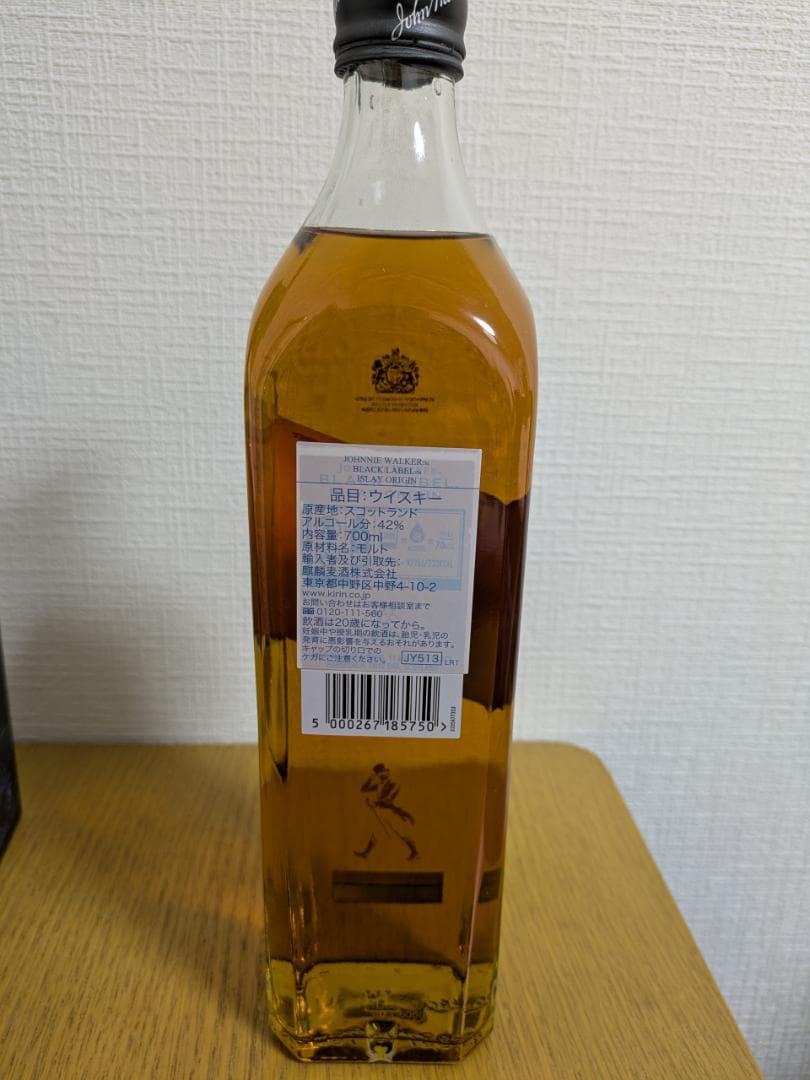 JOHNNIE WALKER™
BLACK LABEL™
ISLAY ORIGIN
品目:ウイスキー
原産地:スコットランド
アルコール分:42%
内容量:700ml
原材料名:モルト
輸入者及び引取先:
麒麟麦酒株式会社
東京都中野区中野4-10-2
www.kirin.co.jp
お問い合わせはお客様相談室まで
0120-111-560
飲酒は20歳になってから。
妊娠中や授乳期の飲酒は、胎児・乳児の
発育に悪影響を与えるおそれがあります。
キャップの切り口での
ケガにご注意ください。 JY513 LR1
5 000267 185750 >